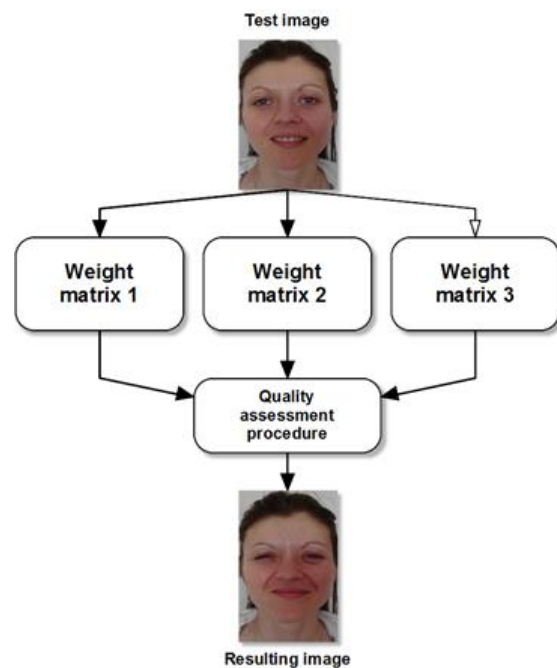 Test image
Weight
matrix 1
Weight
matrix 2
Weight
matrix 3
Quality
assessment
procedure
Resulting image